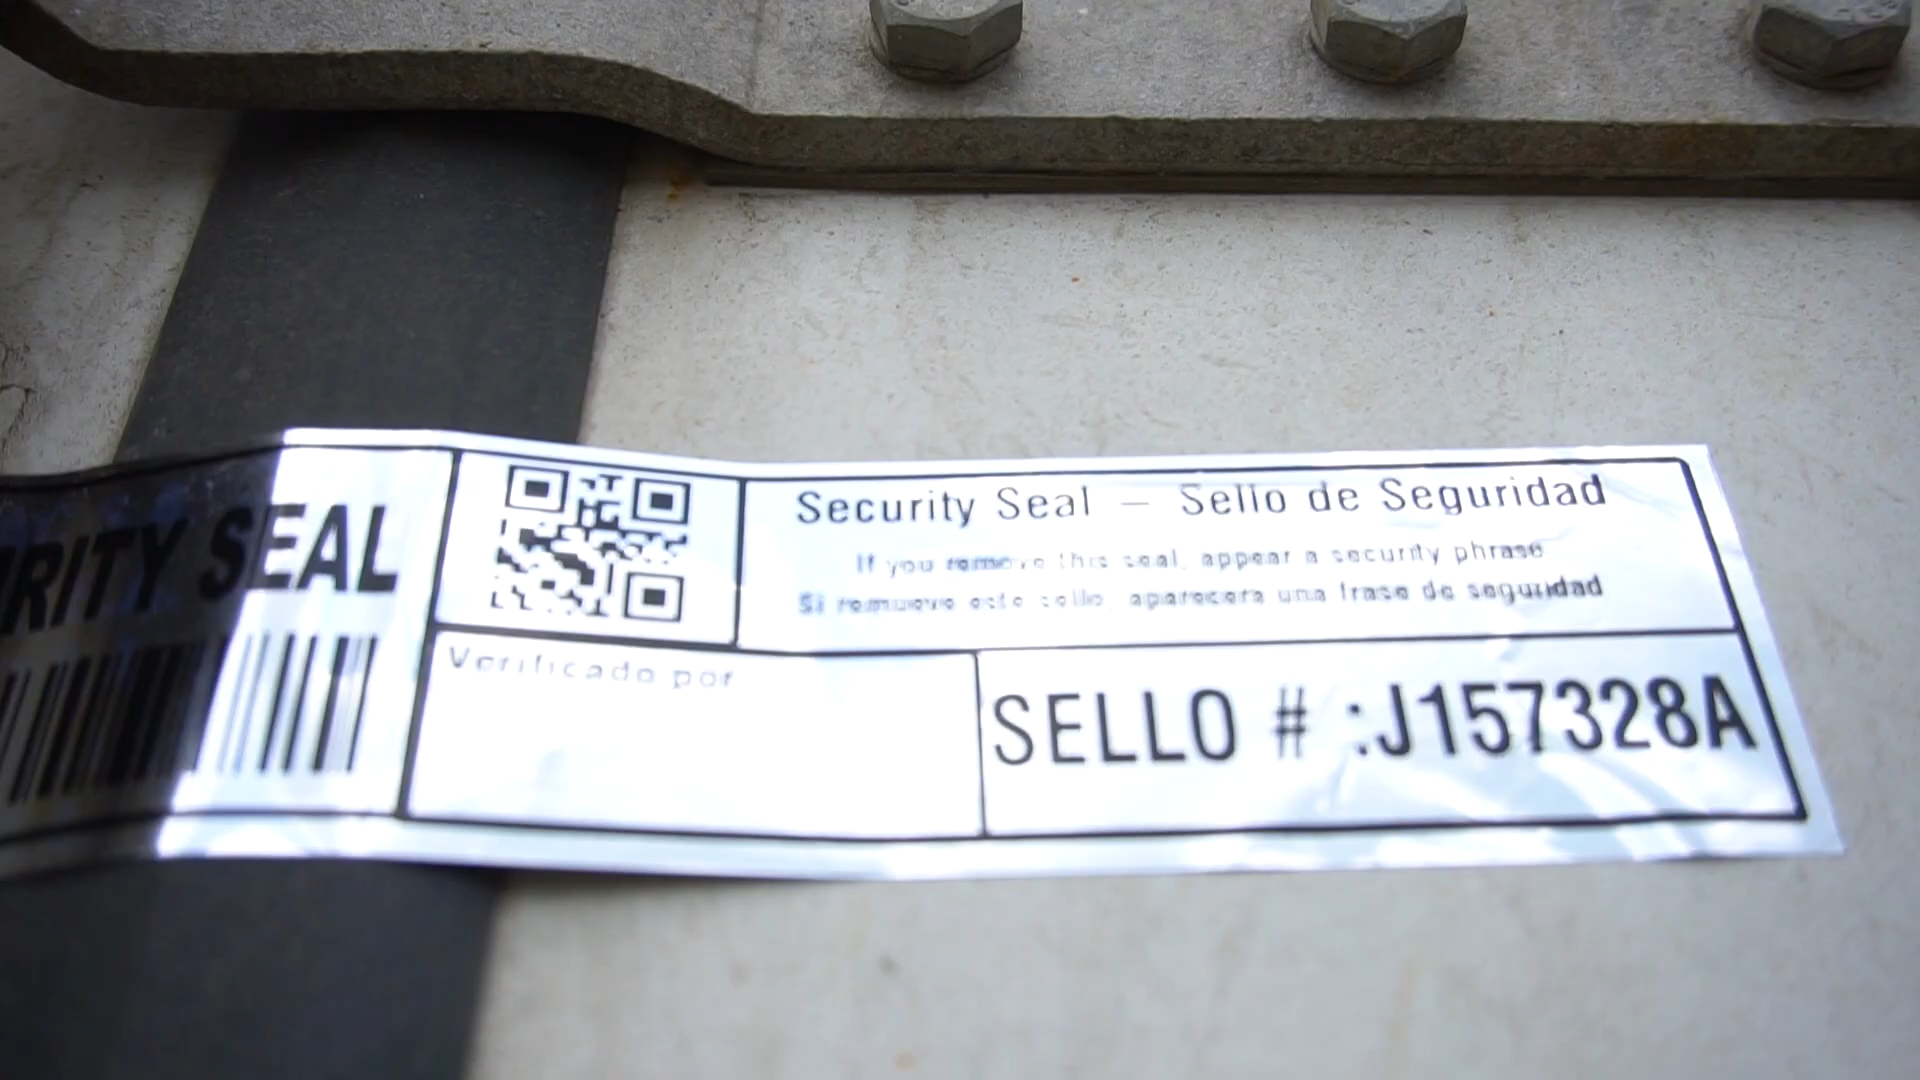 RITY SEAL
Security Seal – Sello de Seguridad
If you remove this seal, appear a security phrase
Si remueve este sello, aparecera una frase de seguridad
Verificado por
SELLO # :J157328A